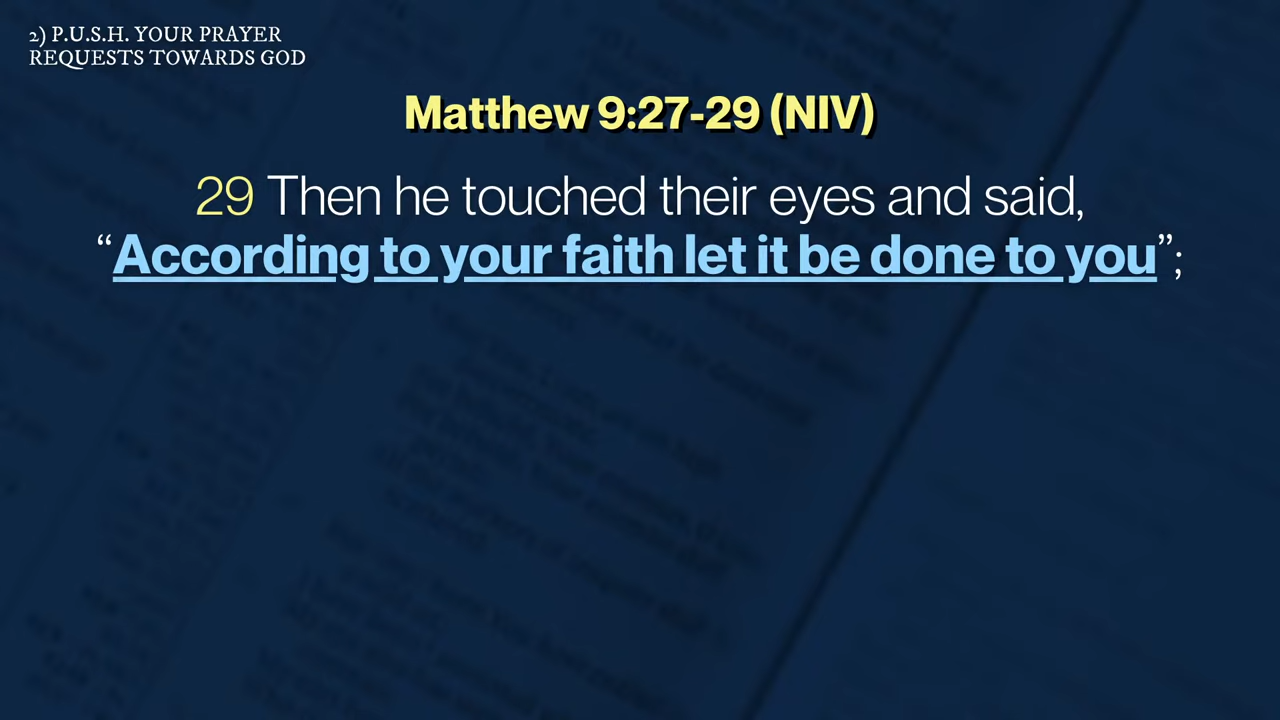 2) P.U.S.H. YOUR PRAYER
REQUESTS TOWARDS GOD
Matthew 9:27-29 (NIV)
29 Then he touched their eyes and said,
“According to your faith let it be done to you”;